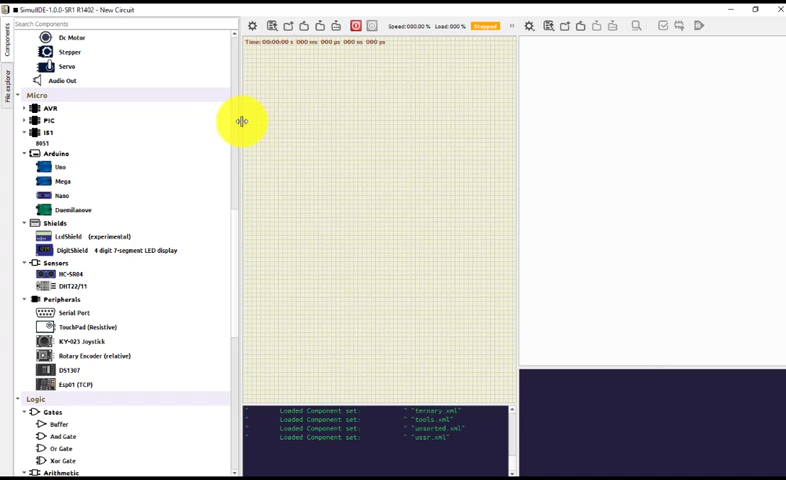 SimulIDE-1.0.0-SR1 R1402 - New Circuit
Components
File explorer
Search Components
Dc Motor
Stepper
Servo
Audio Out
Micro
AVR
PIC
I51
8051
Arduino
Uno
Mega
Nano
Duemilanove
Shields
LcdShield (experimental)
DigitShield 4 digit 7-segment LED display
Sensors
HC-SR04
DHT22/11
Peripherals
Serial Port
TouchPad (Resistive)
KY-023 Joystick
Rotary Encoder (relative)
DS1307
Esp01 (TCP)
Logic
Gates
Buffer
And Gate
Or Gate
Xor Gate
Arithmetic
Speed:000.00 % Load: 000 % Stopped
Time: 00:00:00 s 000 ms 000 µs 000 ns 000 ps
" Loaded Component set: " "ternary.xml"
" Loaded Component set: " "tools.xml"
" Loaded Component set: " "unsorted.xml"
" Loaded Component set: " "ussr.xml"